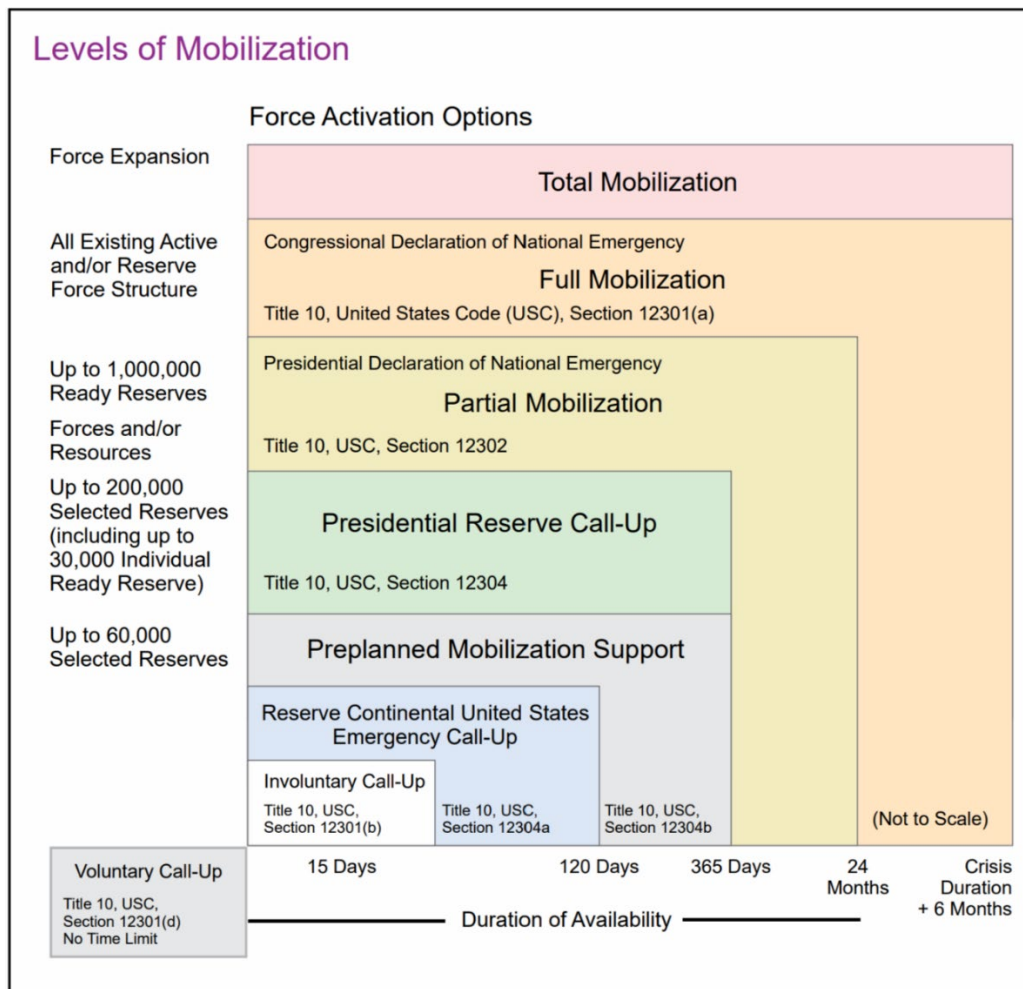 Levels of Mobilization
Force Activation Options
Force Expansion
Total Mobilization
All Existing Active
and/or Reserve
Force Structure
Congressional Declaration of National Emergency
Full Mobilization
Title 10, United States Code (USC), Section 12301(a)
Up to 1,000,000
Ready Reserves
Forces and/or
Resources
Presidential Declaration of National Emergency
Partial Mobilization
Title 10, USC, Section 12302
Up to 200,000
Selected Reserves
(including up to
30,000 Individual
Ready Reserve)
Presidential Reserve Call-Up
Title 10, USC, Section 12304
Up to 60,000
Selected Reserves
Preplanned Mobilization Support
Reserve Continental United States
Emergency Call-Up
Involuntary Call-Up
Title 10, USC,
Section 12301(b)
Title 10, USC,
Section 12304a
Title 10, USC,
Section 12304b
(Not to Scale)
Voluntary Call-Up
Title 10, USC,
Section 12301(d)
No Time Limit
15 Days
120 Days
365 Days
24
Months
Crisis
Duration
+ 6 Months
Duration of Availability